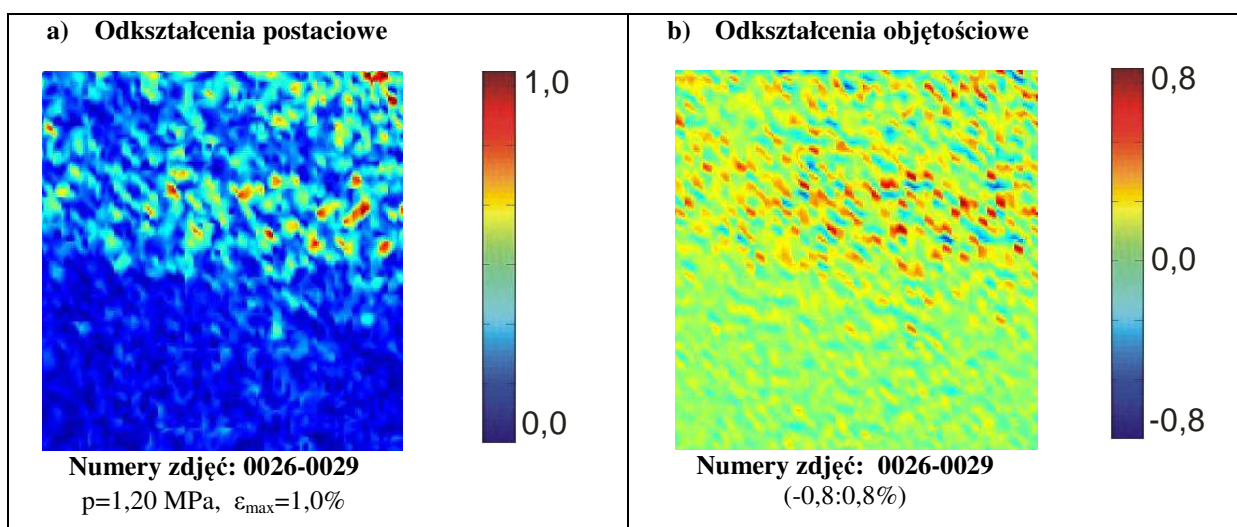 a) Odkształcenia postaciowe
1,0
0,0
Numery zdjęć: 0026-0029
p=1,20 MPa, εmax=1,0%
b) Odkształcenia objętościowe
0,8
0,0
-0,8
Numery zdjęć: 0026-0029
(-0,8:0,8%)